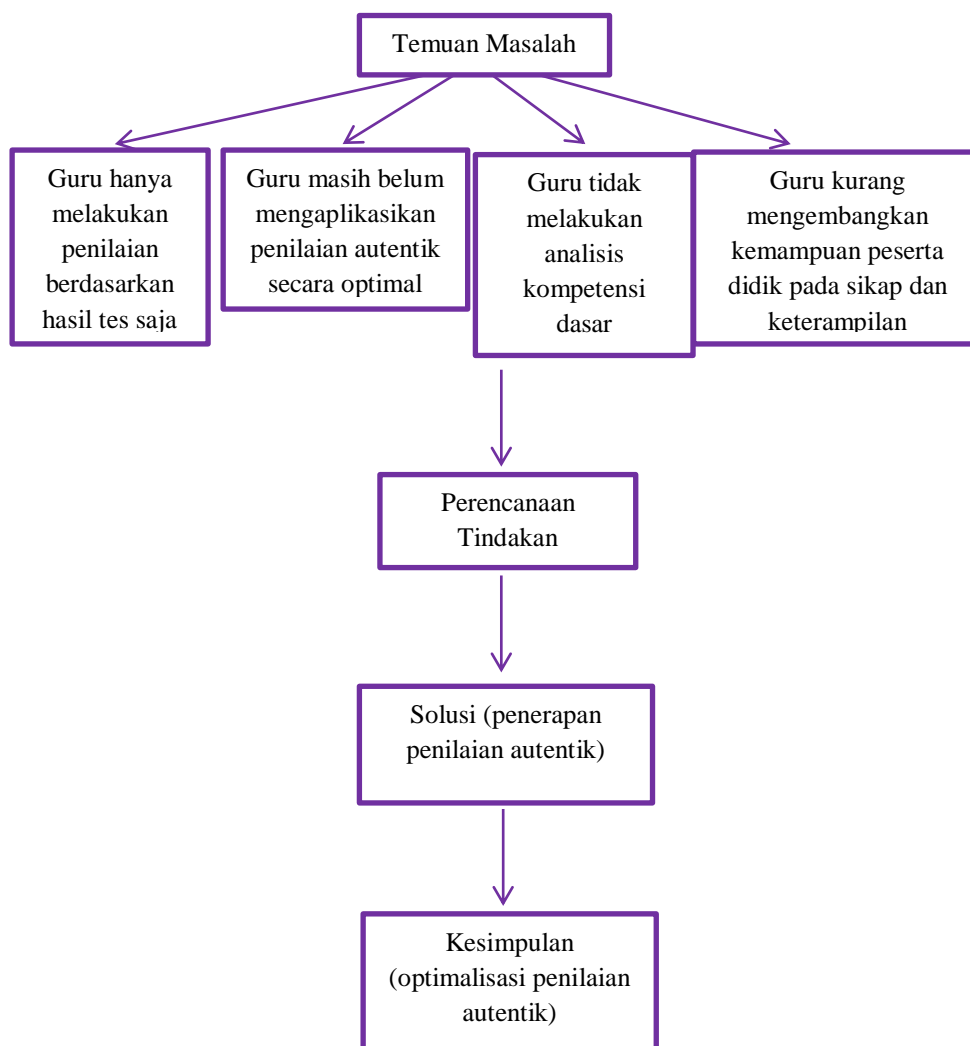 Temuan Masalah
Guru hanya
melakukan
penilaian
berdasarkan
hasil tes saja
Guru masih belum
mengaplikasikan
penilaian autentik
secara optimal
Guru tidak
melakukan
analisis
kompetensi
dasar
Guru kurang
mengembangkan
kemampuan peserta
didik pada sikap dan
keterampilan
Perencanaan
Tindakan
Solusi (penerapan
penilaian autentik)
Kesimpulan
(optimalisasi penilaian
autentik)